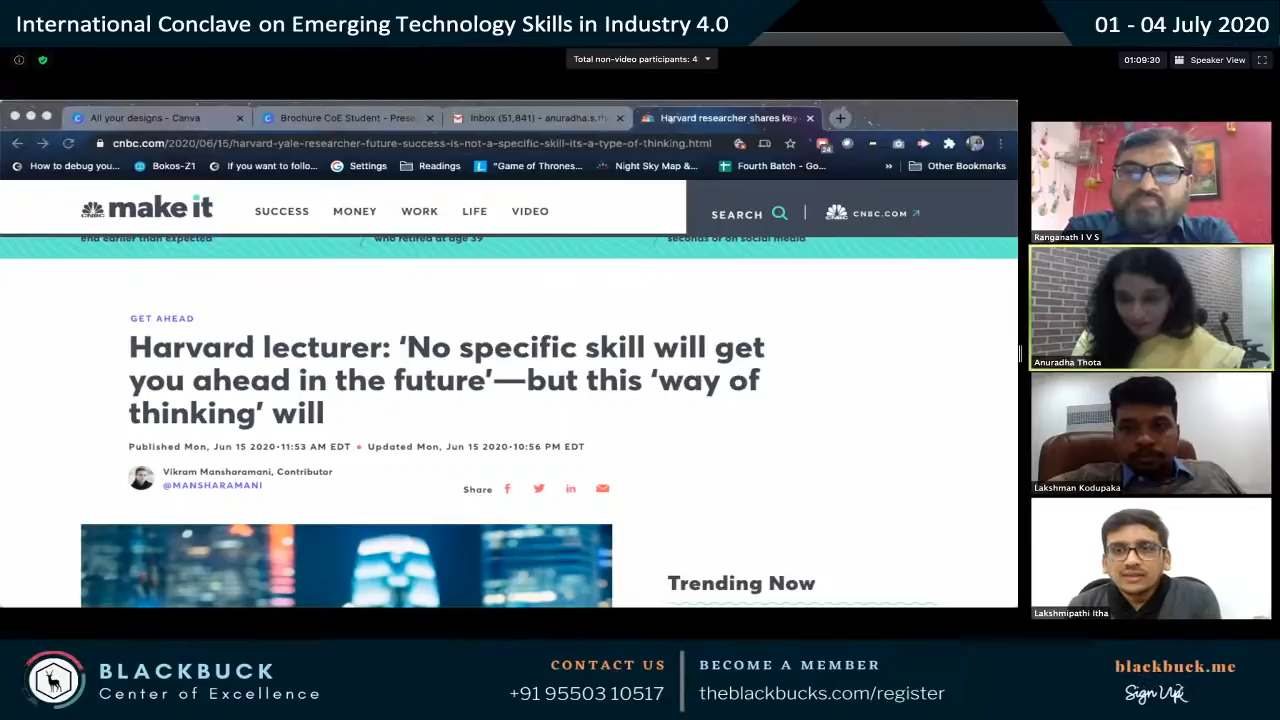 International Conclave on Emerging Technology Skills in Industry 4.0
01 - 04 July 2020
Total non-video participants: 4
01:09:30
Speaker View
All your designs - Canva
Brochure CoE Student - Prese
Inbox (51,841) - anuradha.s.th
Harvard researcher shares key
cnbc.com/2020/06/15/harvard-yale-researcher-future-success-is-not-a-specific-skill-its-a-type-of-thinking.html
24
How to debug you...
Bokos-Z1
If you want to follo...
Settings
Readings
"Game of Thrones...
Night Sky Map &...
Fourth Batch - Go...
»
Other Bookmarks
CNBC make it
SUCCESS
MONEY
WORK
LIFE
VIDEO
SEARCH
CNBC.COM
end earlier than expected
who retired at age 39
seconds or on social media
GET AHEAD
Harvard lecturer: ‘No specific skill will get
you ahead in the future’—but this ‘way of
thinking’ will
Published Mon, Jun 15 2020•11:53 AM EDT • Updated Mon, Jun 15 2020•10:56 PM EDT
Vikram Mansharamani, Contributor
@MANSHARAMANI
Share
Trending Now
Ranganath I V S
Anuradha Thota
Lakshman Kodupaka
Lakshmipathi Itha
BLACKBUCK
Center of Excellence
CONTACT US
+91 95503 10517
BECOME A MEMBER
theblackbucks.com/register
blackbuck.me
Sign Up